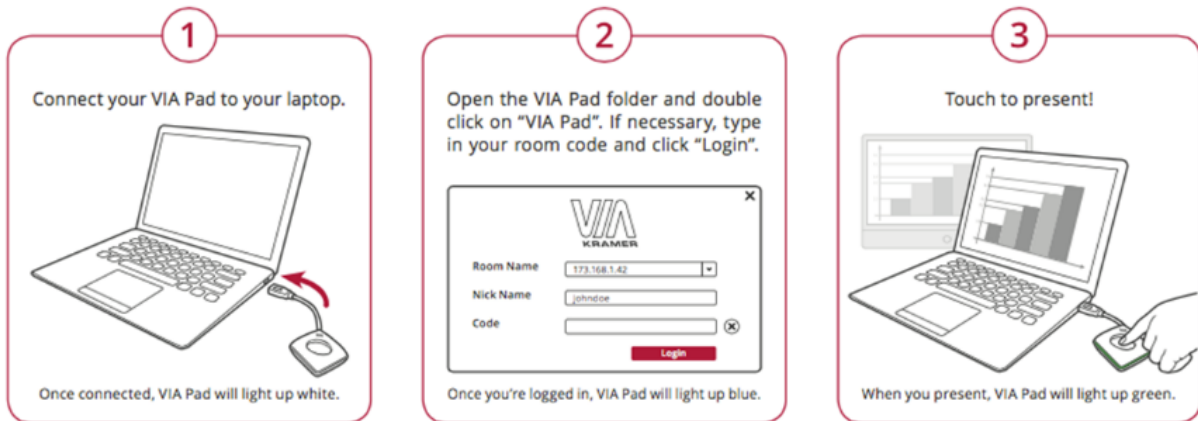 1
Connect your VIA Pad to your laptop.
Once connected, VIA Pad will light up white.
2
Open the VIA Pad folder and double
click on “VIA Pad”. If necessary, type
in your room code and click “Login”.
X
VIA
KRAMER
Room Name
173.168.1.42
Nick Name
johndoe
Code
Login
Once you’re logged in, VIA Pad will light up blue.
3
Touch to present!
When you present, VIA Pad will light up green.